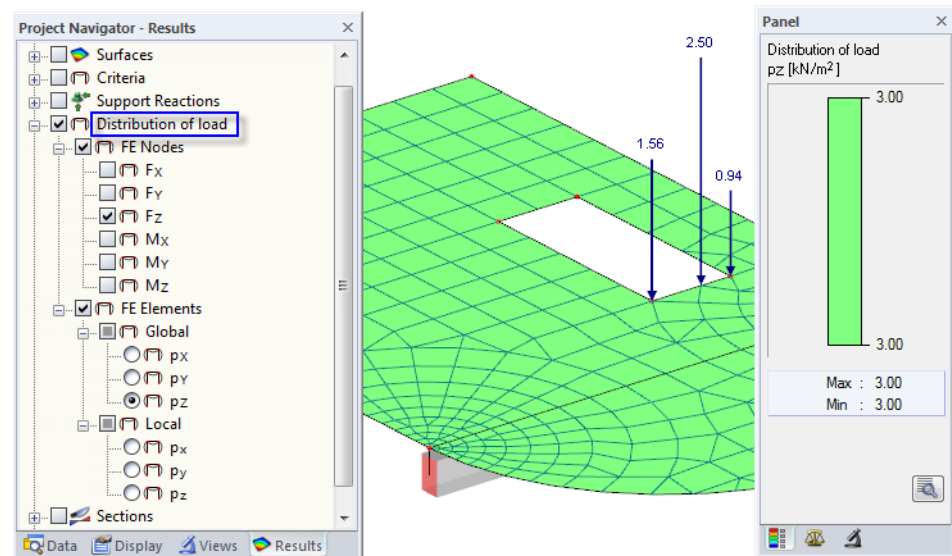 Project Navigator - Results
Surfaces
Criteria
Support Reactions
Distribution of load
FE Nodes
FX
FY
FZ
MX
MY
MZ
FE Elements
Global
pX
pY
pZ
Local
px
py
pz
Sections
Data Display Views Results
2.50
1.56
0.94
Panel
Distribution of load
pZ [kN/m²]
3.00
3.00
Max : 3.00
Min : 3.00